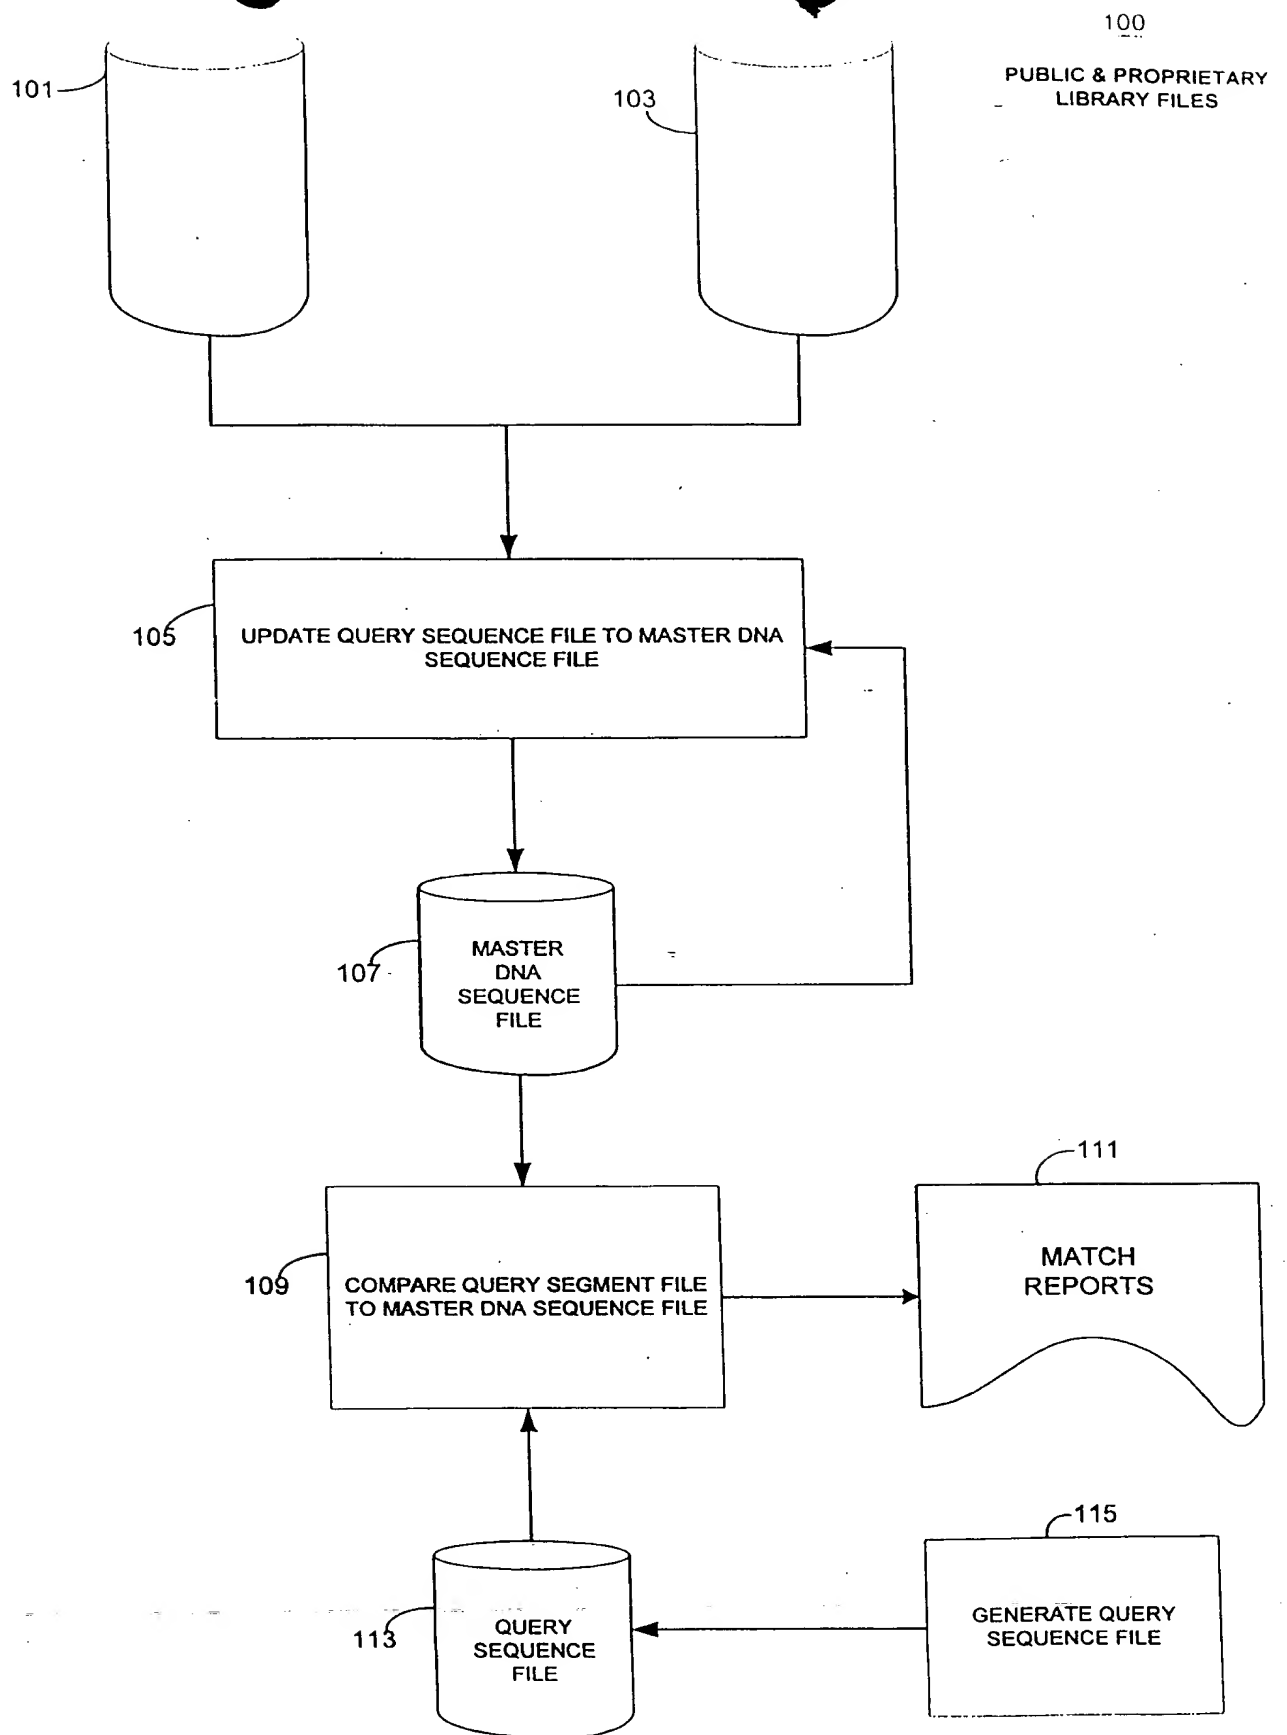 100
PUBLIC & PROPRIETARY
LIBRARY FILES
101
103
105
UPDATE QUERY SEQUENCE FILE TO MASTER DNA
SEQUENCE FILE
107
MASTER
DNA
SEQUENCE
FILE
111
109
COMPARE QUERY SEGMENT FILE
TO MASTER DNA SEQUENCE FILE
MATCH
REPORTS
115
113
QUERY
SEQUENCE
FILE
GENERATE QUERY
SEQUENCE FILE